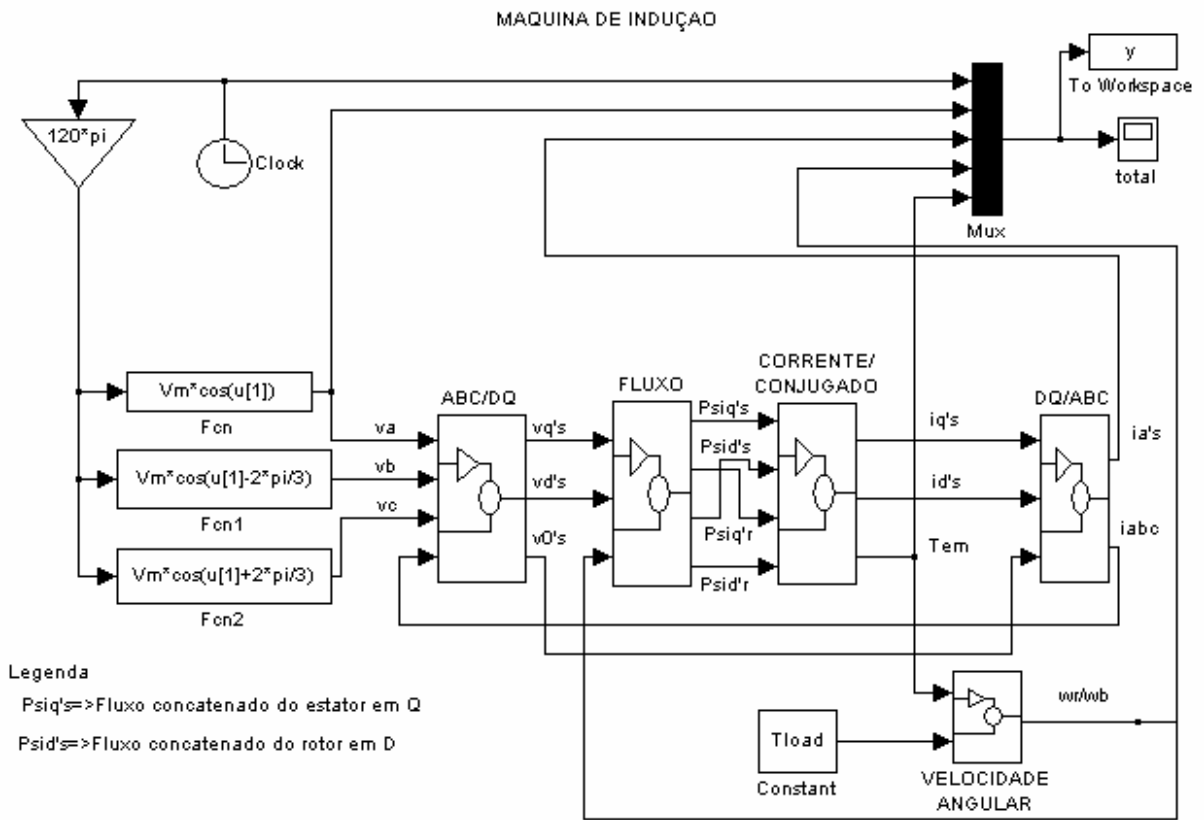 MAQUINA DE INDUÇAO
y
To Workspace
120*pi
Clock
total
Mux
Vm*cos(u[1])
Fcn
Vm*cos(u[1]-2*pi/3)
Fcn1
Vm*cos(u[1]+2*pi/3)
Fcn2
va
vb
vc
ABC/DQ
vq's
vd's
v0's
FLUXO
Psiq's
Psid's
Psiq'r
Psid'r
CORRENTE/
CONJUGADO
iq's
id's
Tem
DQ/ABC
ia's
iabc
Legenda
Psiq's=>Fluxo concatenado do estator em Q
Psid's=>Fluxo concatenado do rotor em D
Tload
Constant
wr/wb
VELOCIDADE
ANGULAR